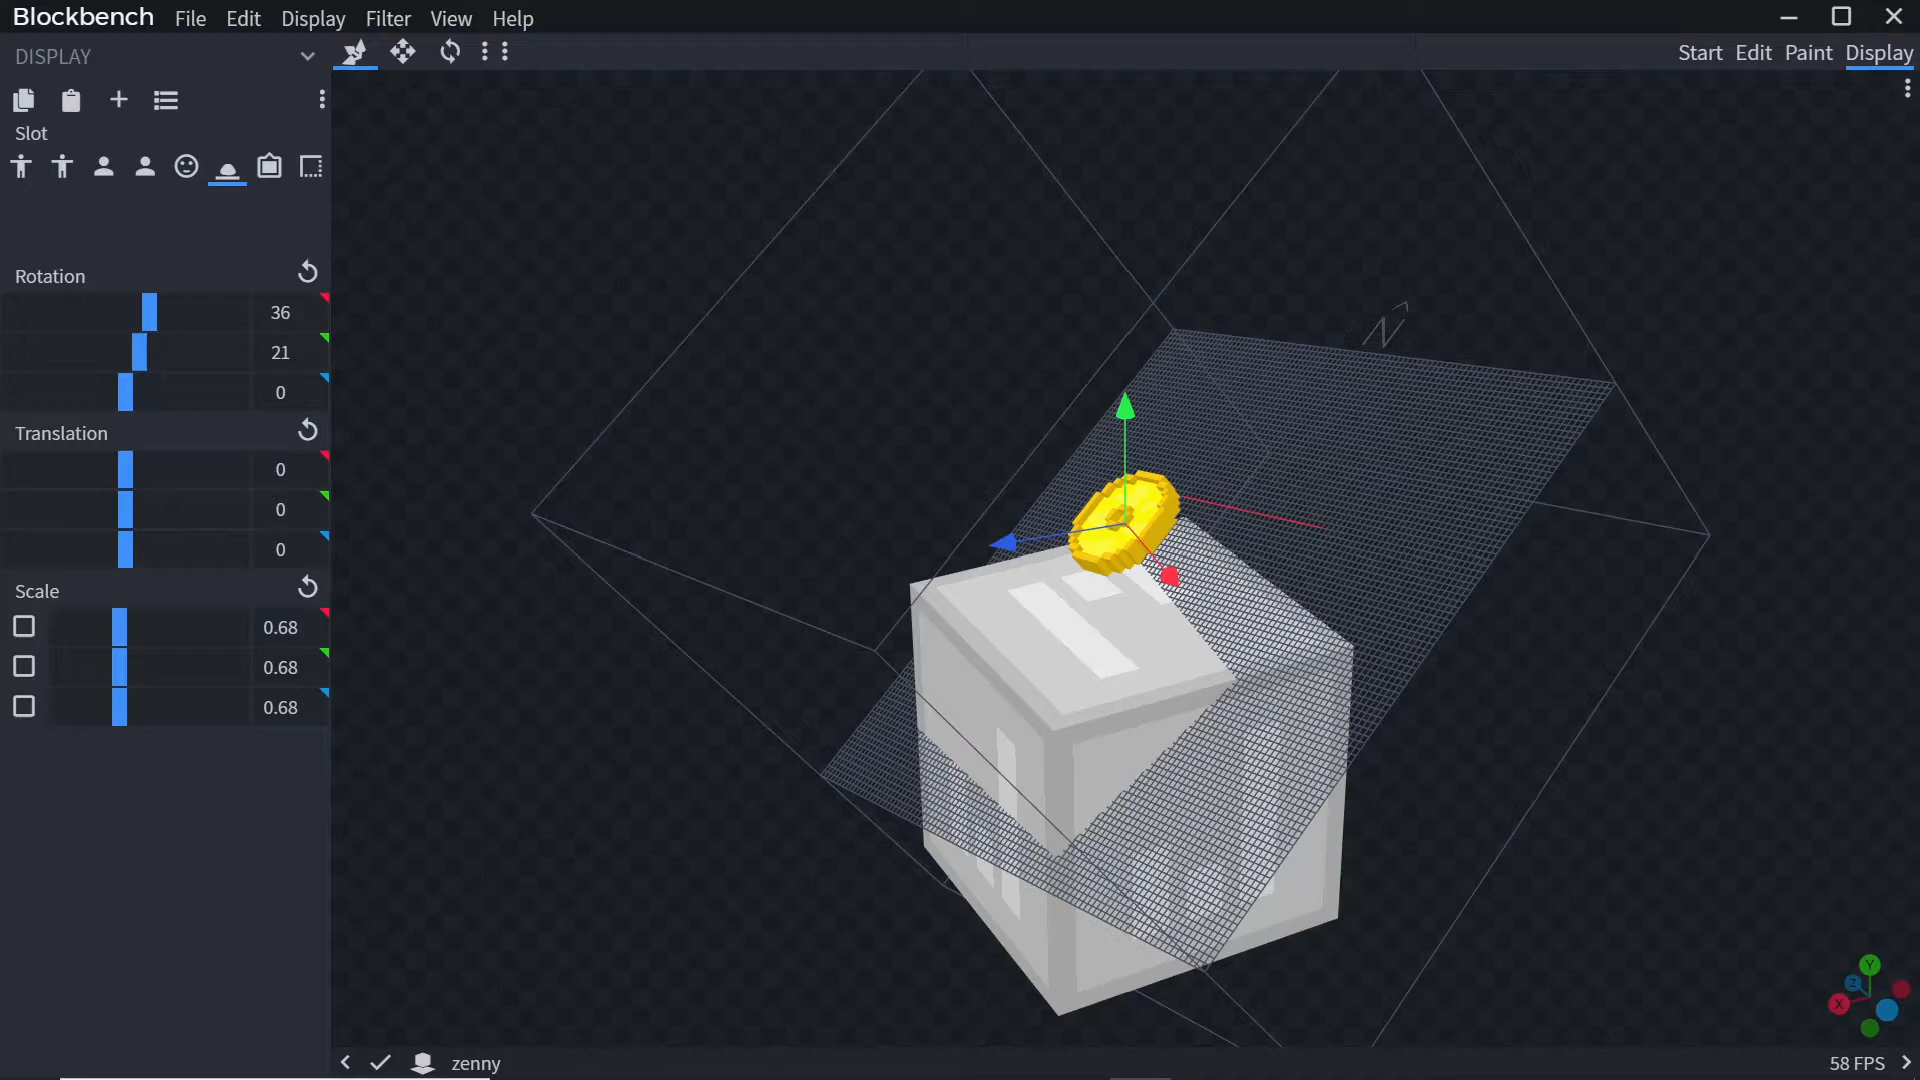 Blockbench File Edit Display Filter View Help
DISPLAY
Start Edit Paint Display
Slot
Rotation
36
21
0
Translation
0
0
0
Scale
0.68
0.68
0.68
N
Y
Z
X
zenny
58 FPS